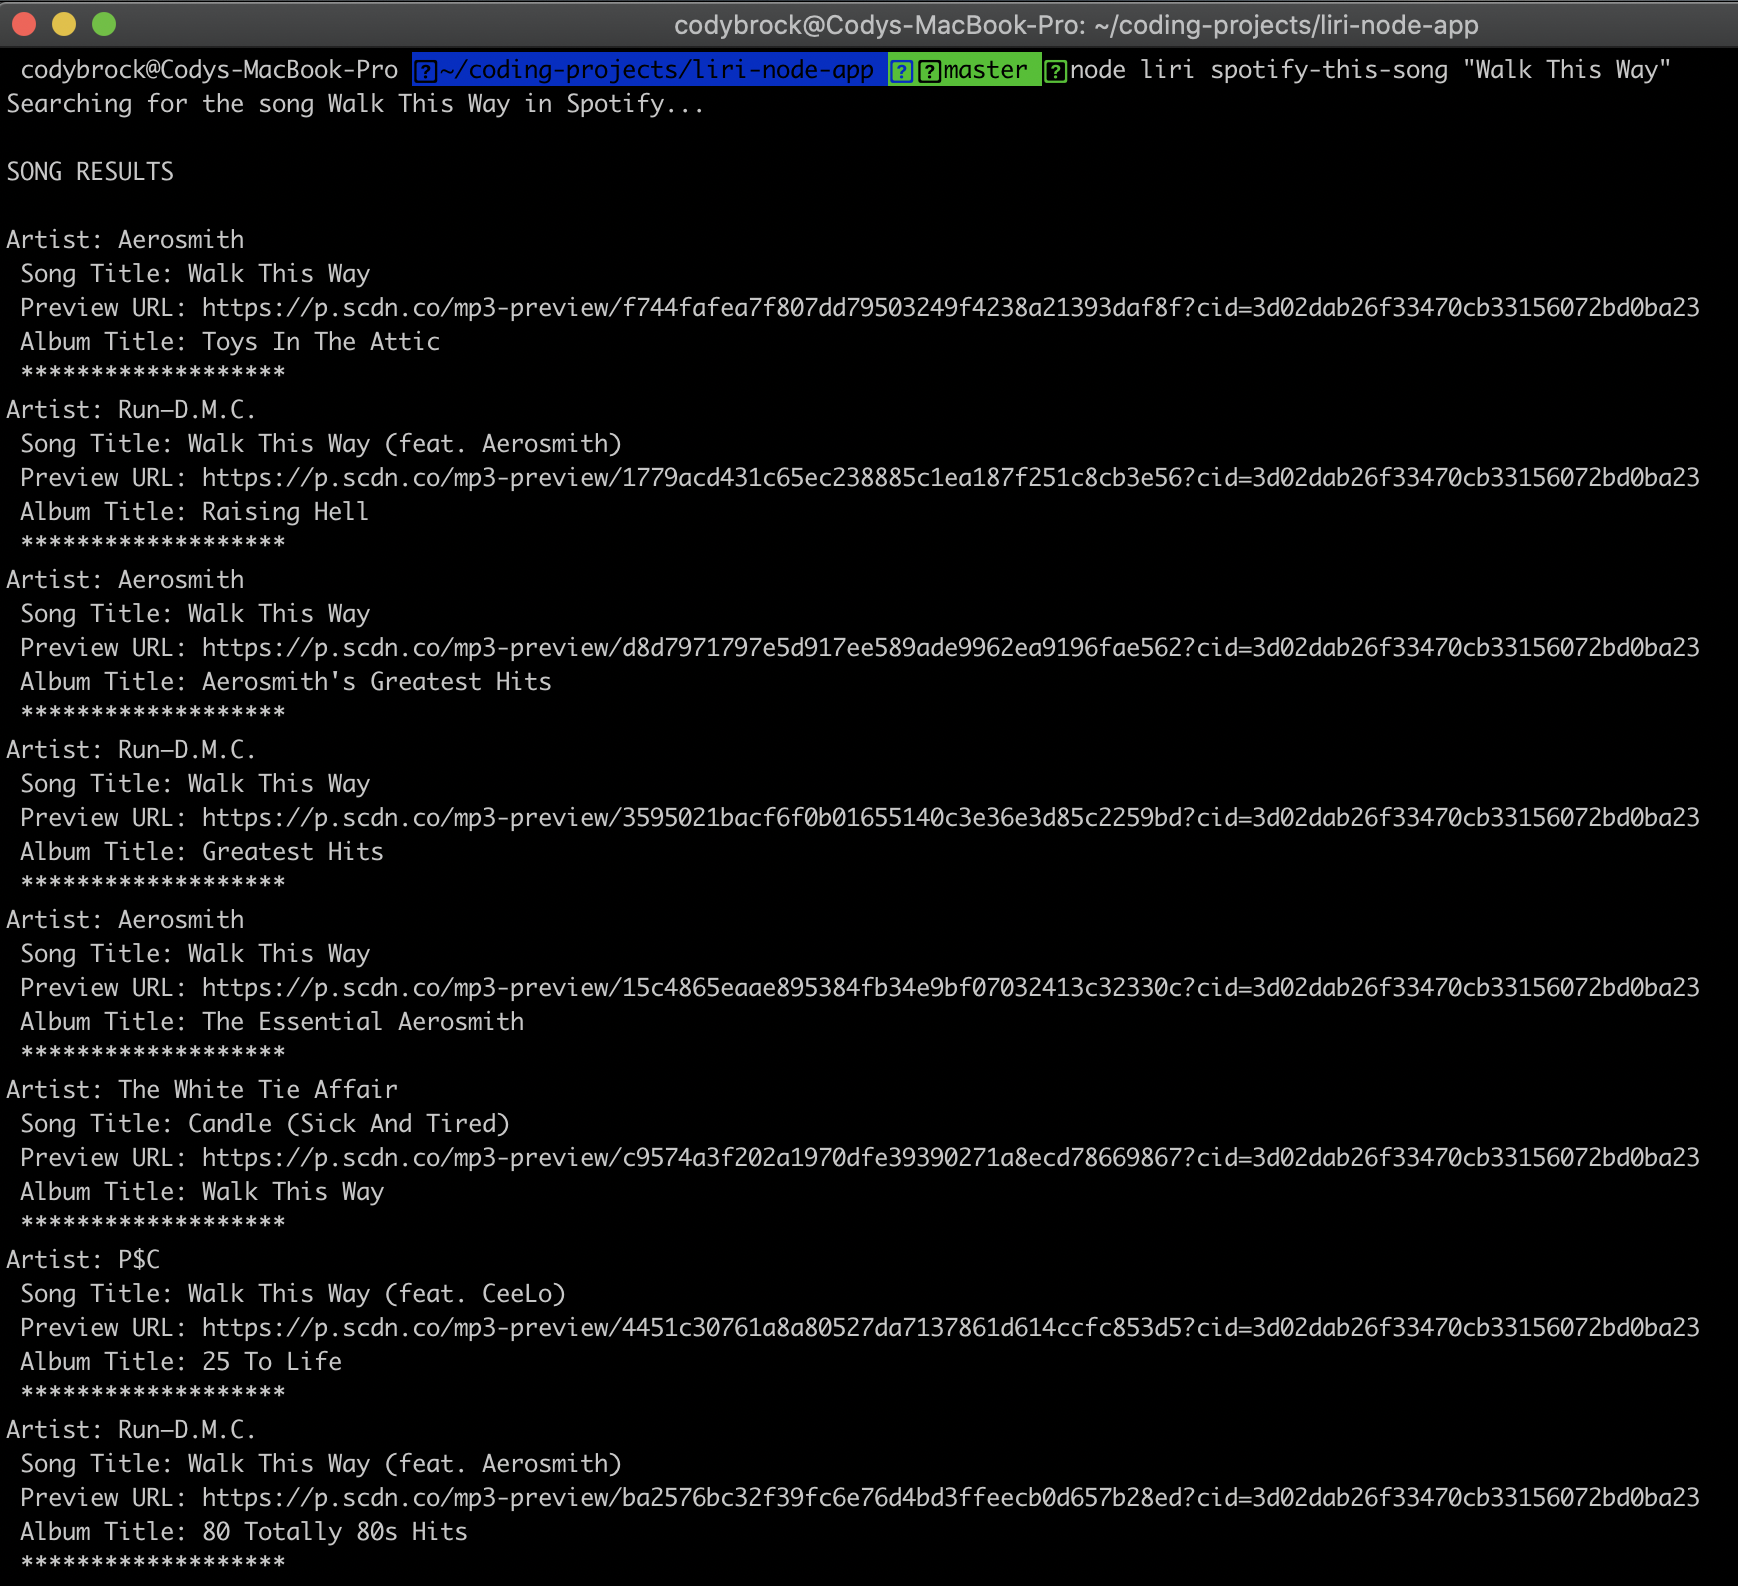 codybrock@Codys-MacBook-Pro: ~/coding-projects/liri-node-app
codybrock@Codys-MacBook-Pro ~/coding-projects/liri-node-app master node liri spotify-this-song "Walk This Way"
Searching for the song Walk This Way in Spotify...
SONG RESULTS
Artist: Aerosmith
Song Title: Walk This Way
Preview URL: https://p.scdn.co/mp3-preview/f744fafea7f807dd79503249f4238a21393daf8f?cid=3d02dab26f33470cb33156072bd0ba23
Album Title: Toys In The Attic
*******************
Artist: Run–D.M.C.
Song Title: Walk This Way (feat. Aerosmith)
Preview URL: https://p.scdn.co/mp3-preview/1779acd431c65ec238885c1ea187f251c8cb3e56?cid=3d02dab26f33470cb33156072bd0ba23
Album Title: Raising Hell
*******************
Artist: Aerosmith
Song Title: Walk This Way
Preview URL: https://p.scdn.co/mp3-preview/d8d7971797e5d917ee589ade9962ea9196fae562?cid=3d02dab26f33470cb33156072bd0ba23
Album Title: Aerosmith's Greatest Hits
*******************
Artist: Run–D.M.C.
Song Title: Walk This Way
Preview URL: https://p.scdn.co/mp3-preview/3595021bacf6f0b01655140c3e36e3d85c2259bd?cid=3d02dab26f33470cb33156072bd0ba23
Album Title: Greatest Hits
*******************
Artist: Aerosmith
Song Title: Walk This Way
Preview URL: https://p.scdn.co/mp3-preview/15c4865eaae895384fb34e9bf07032413c32330c?cid=3d02dab26f33470cb33156072bd0ba23
Album Title: The Essential Aerosmith
*******************
Artist: The White Tie Affair
Song Title: Candle (Sick And Tired)
Preview URL: https://p.scdn.co/mp3-preview/c9574a3f202a1970dfe39390271a8ecd78669867?cid=3d02dab26f33470cb33156072bd0ba23
Album Title: Walk This Way
*******************
Artist: P$C
Song Title: Walk This Way (feat. CeeLo)
Preview URL: https://p.scdn.co/mp3-preview/4451c30761a8a80527da7137861d614ccfc853d5?cid=3d02dab26f33470cb33156072bd0ba23
Album Title: 25 To Life
*******************
Artist: Run–D.M.C.
Song Title: Walk This Way (feat. Aerosmith)
Preview URL: https://p.scdn.co/mp3-preview/ba2576bc32f39fc6e76d4bd3ffeecb0d657b28ed?cid=3d02dab26f33470cb33156072bd0ba23
Album Title: 80 Totally 80s Hits
*******************